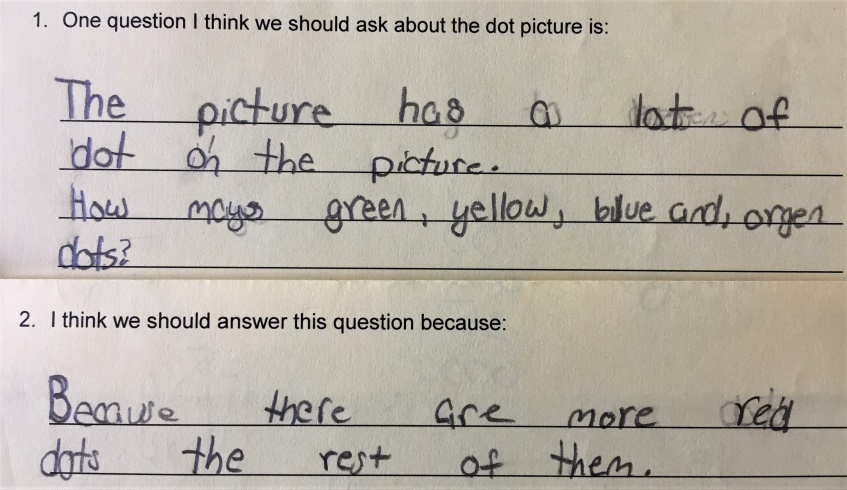 1. One question I think we should ask about the dot picture is:
The picture has a lot of
dot on the picture.
How mays green, yellow, blue and, orgen
dots?
2. I think we should answer this question because:
Because there are more red
dots the rest of them.